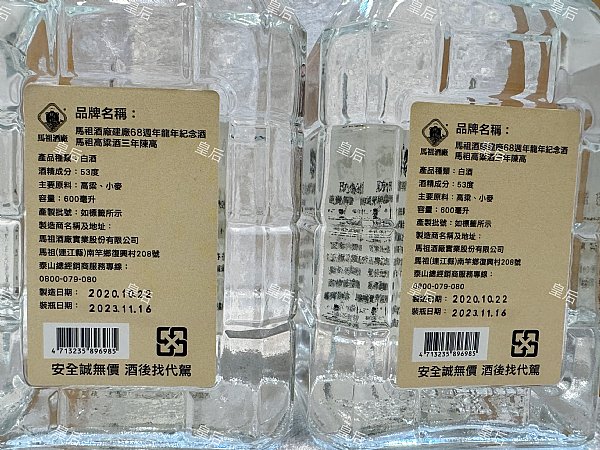 馬祖酒廠
品牌名稱：
馬祖酒廠建廠68週年龍年紀念酒
馬祖高粱酒三年陳高
產品種類：白酒
酒精成分：53度
主要原料：高粱、小麥
容量：600毫升
產製批號：如標籤所示
製造商名稱及地址：
馬祖酒廠實業股份有限公司
馬祖(連江縣)南竿鄉復興村208號
泰山總經銷商服務專線：
0800-079-080
製造日期： 2020.10.22
裝瓶日期： 2023.11.16
4713235896985
安全誠無價 酒後找代駕
馬祖酒廠
品牌名稱：
馬祖酒廠建廠68週年龍年紀念酒
馬祖高粱酒三年陳高
產品種類：白酒
酒精成分：53度
主要原料：高粱、小麥
容量：600毫升
產製批號：如標籤所示
製造商名稱及地址：
馬祖酒廠實業股份有限公司
馬祖(連江縣)南竿鄉復興村208號
泰山總經銷商服務專線：
0800-079-080
製造日期： 2020.10.22
裝瓶日期： 2023.11.16
4713235896985
安全誠無價 酒後找代駕
皇后